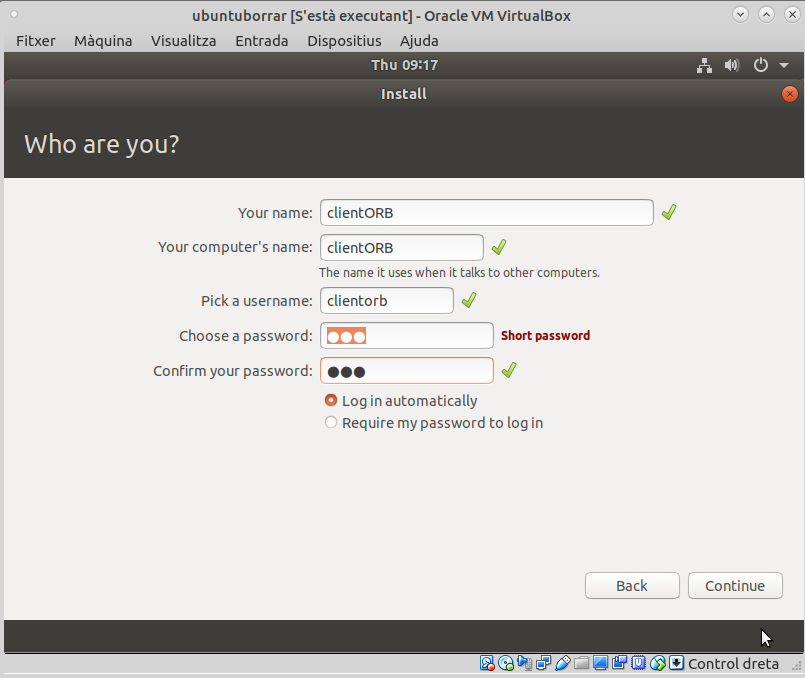 ubuntuborrar [S'està executant] - Oracle VM VirtualBox
Fitxer Màquina Visualitza Entrada Dispositius Ajuda
Thu 09:17
Install
Who are you?
Your name: clientORB
Your computer's name: clientORB
The name it uses when it talks to other computers.
Pick a username: clientorb
Choose a password: ●●● Short password
Confirm your password: ●●●
Log in automatically
Require my password to log in
Back Continue
Control dreta